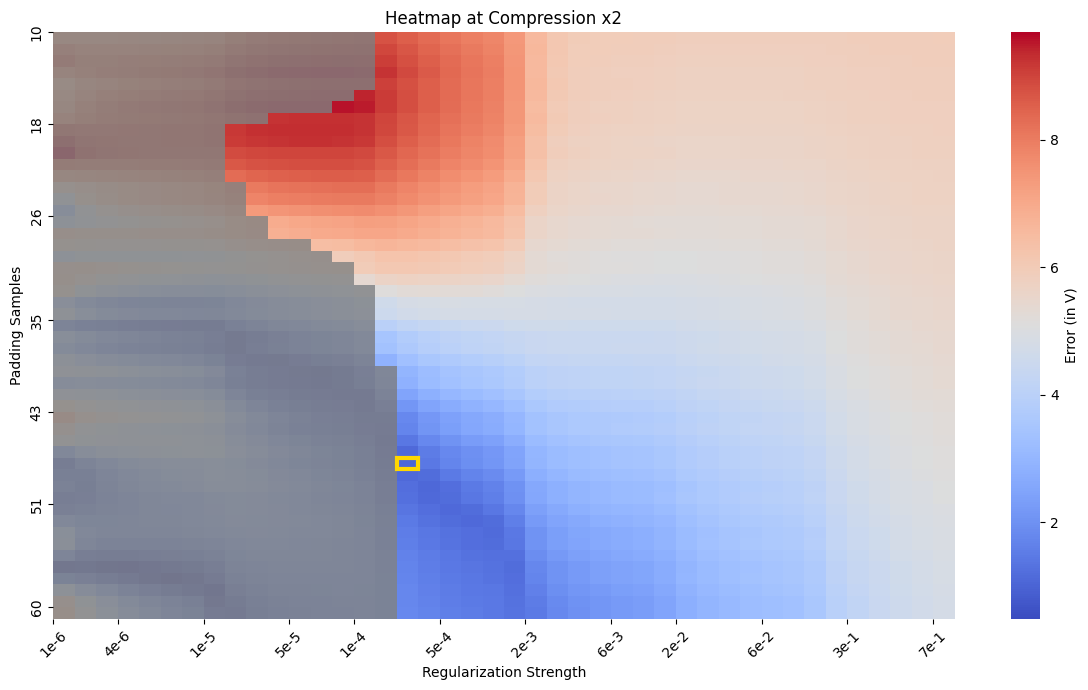 Heatmap at Compression x2
Padding Samples
10
18
26
35
43
51
60
1e-6
4e-6
1e-5
5e-5
1e-4
5e-4
2e-3
6e-3
2e-2
6e-2
3e-1
7e-1
Regularization Strength
8
6
4
2
Error (in V)